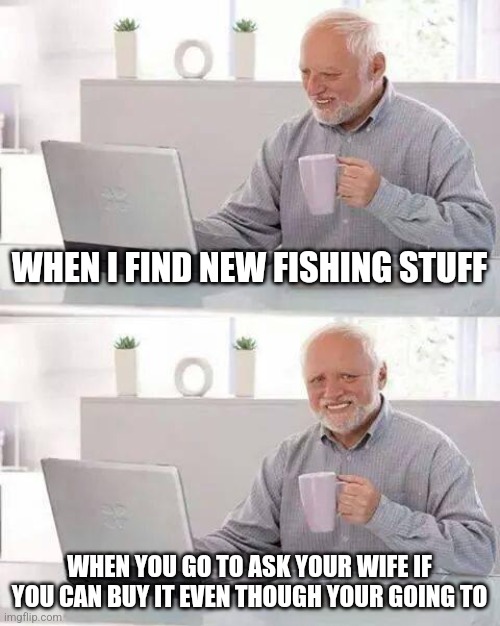 WHEN I FIND NEW FISHING STUFF
WHEN YOU GO TO ASK YOUR WIFE IF
YOU CAN BUY IT EVEN THOUGH YOUR GOING TO
imgflip.com